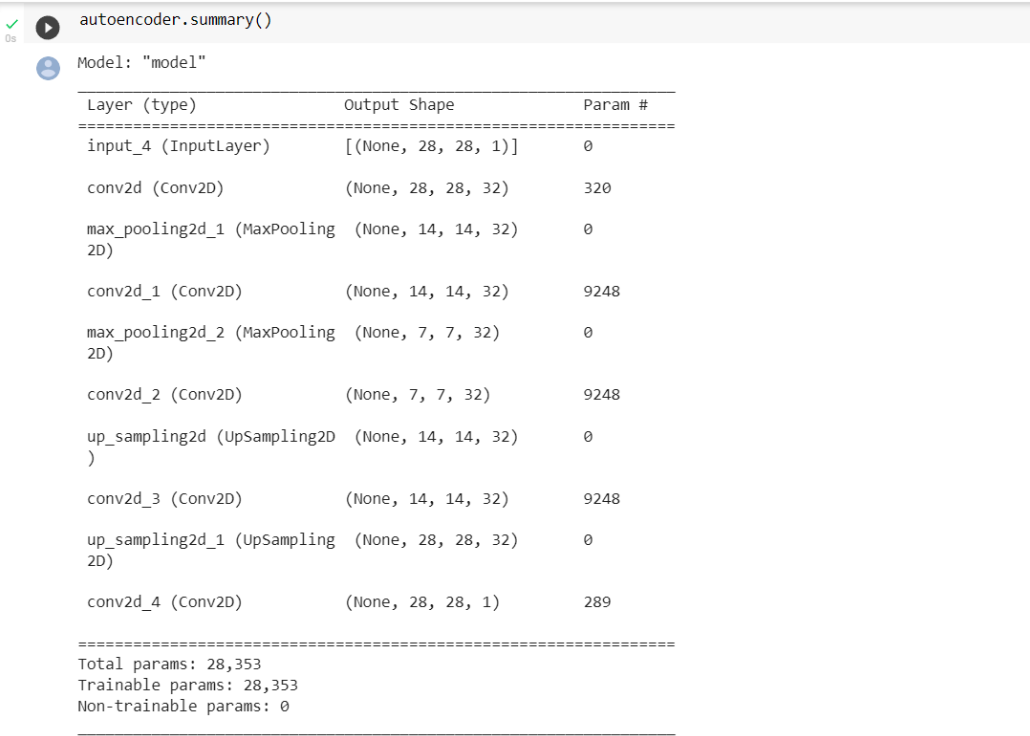 autoencoder.summary()
0s
Model: "model"
Layer (type) Output Shape Param #
=================================================================
input_4 (InputLayer) [(None, 28, 28, 1)] 0
conv2d (Conv2D) (None, 28, 28, 32) 320
max_pooling2d_1 (MaxPooling (None, 14, 14, 32) 0
2D)
conv2d_1 (Conv2D) (None, 14, 14, 32) 9248
max_pooling2d_2 (MaxPooling (None, 7, 7, 32) 0
2D)
conv2d_2 (Conv2D) (None, 7, 7, 32) 9248
up_sampling2d (UpSampling2D (None, 14, 14, 32) 0
)
conv2d_3 (Conv2D) (None, 14, 14, 32) 9248
up_sampling2d_1 (UpSampling (None, 28, 28, 32) 0
2D)
conv2d_4 (Conv2D) (None, 28, 28, 1) 289
=================================================================
Total params: 28,353
Trainable params: 28,353
Non-trainable params: 0